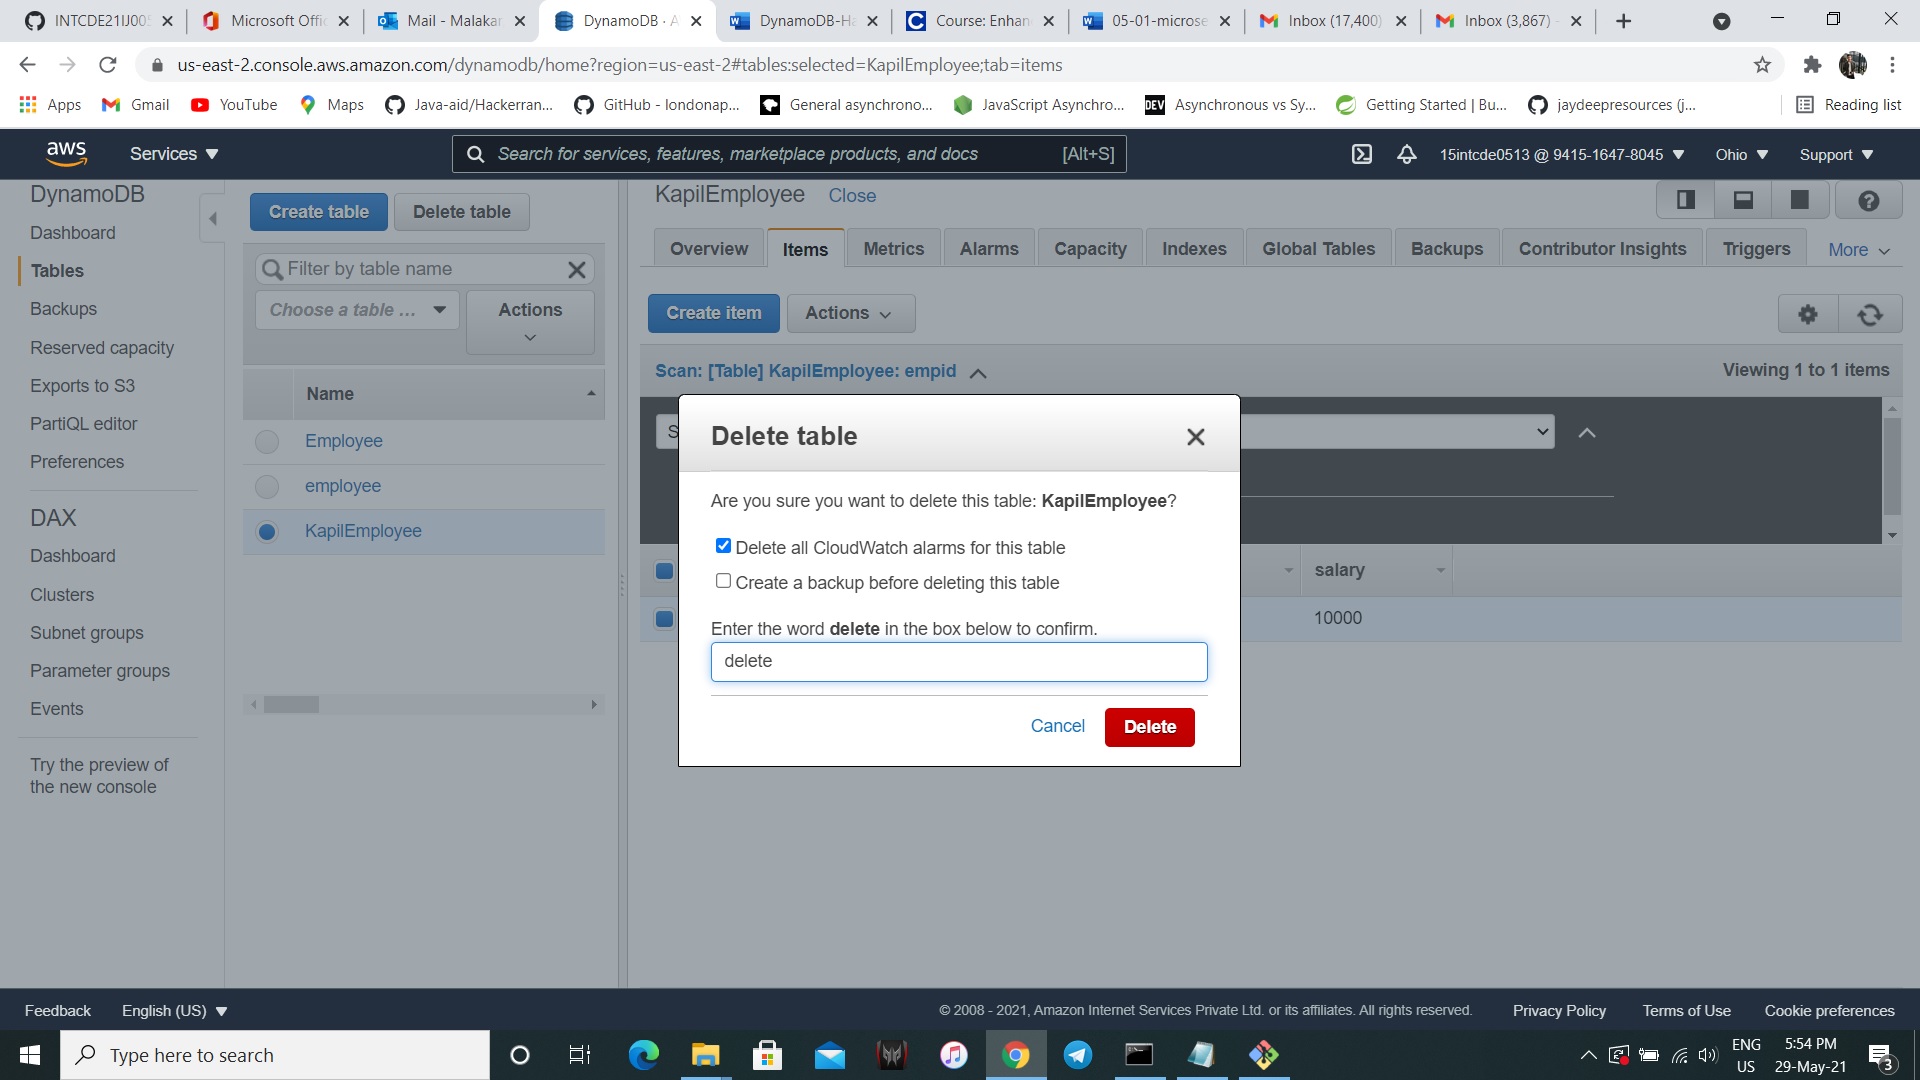 INTCDE21IJ005
Microsoft Offic
Mail - Malakar
DynamoDB · A
DynamoDB-Ha
Course: Enhan
05-01-microse
Inbox (17,400)
Inbox (3,867) -
us-east-2.console.aws.amazon.com/dynamodb/home?region=us-east-2#tables:selected=KapilEmployee;tab=items
Apps
Gmail
YouTube
Maps
Java-aid/Hackerran...
GitHub - londonap...
General asynchrono...
JavaScript Asynchro...
DEV
Asynchronous vs Sy...
Getting Started | Bu...
jaydeepresources (j...
Reading list
aws
Services
Search for services, features, marketplace products, and docs
[Alt+S]
15intcde0513 @ 9415-1647-8045
Ohio
Support
DynamoDB
Dashboard
Tables
Backups
Reserved capacity
Exports to S3
PartiQL editor
Preferences
DAX
Dashboard
Clusters
Subnet groups
Parameter groups
Events
Try the preview of
the new console
Create table
Delete table
Filter by table name
Choose a table ...
Actions
Name
Employee
employee
KapilEmployee
KapilEmployee
Close
Overview
Items
Metrics
Alarms
Capacity
Indexes
Global Tables
Backups
Contributor Insights
Triggers
More
Create item
Actions
Scan: [Table] KapilEmployee: empid
Viewing 1 to 1 items
S
Delete table
Are you sure you want to delete this table: KapilEmployee?
Delete all CloudWatch alarms for this table
Create a backup before deleting this table
Enter the word delete in the box below to confirm.
delete
Cancel
Delete
salary
10000
Feedback
English (US)
© 2008 - 2021, Amazon Internet Services Private Ltd. or its affiliates. All rights reserved.
Privacy Policy
Terms of Use
Cookie preferences
Type here to search
ENG
US
5:54 PM
29-May-21
3